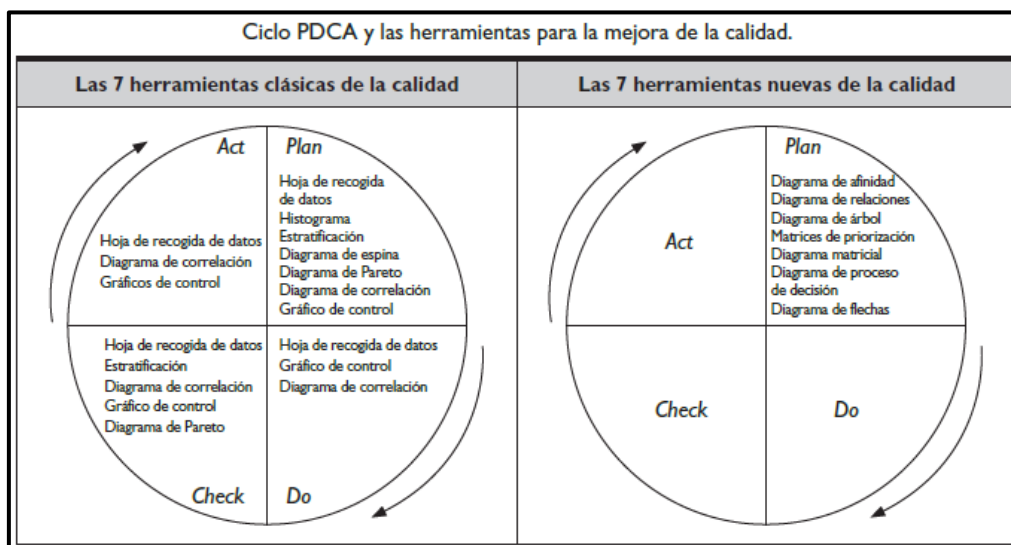 Ciclo PDCA y las herramientas para la mejora de la calidad.
Las 7 herramientas clásicas de la calidad
Las 7 herramientas nuevas de la calidad
Act
Plan
Hoja de recogida
de datos
Histograma
Estratificación
Diagrama de espina
Diagrama de Pareto
Diagrama de correlación
Gráfico de control
Hoja de recogida de datos
Diagrama de correlación
Gráficos de control
Hoja de recogida de datos
Estratificación
Diagrama de correlación
Gráfico de control
Diagrama de Pareto
Check
Hoja de recogida de datos
Gráfico de control
Diagrama de correlación
Do
Plan
Diagrama de afinidad
Diagrama de relaciones
Diagrama de árbol
Matrices de priorización
Diagrama matricial
Diagrama de proceso
de decisión
Diagrama de flechas
Act
Check
Do